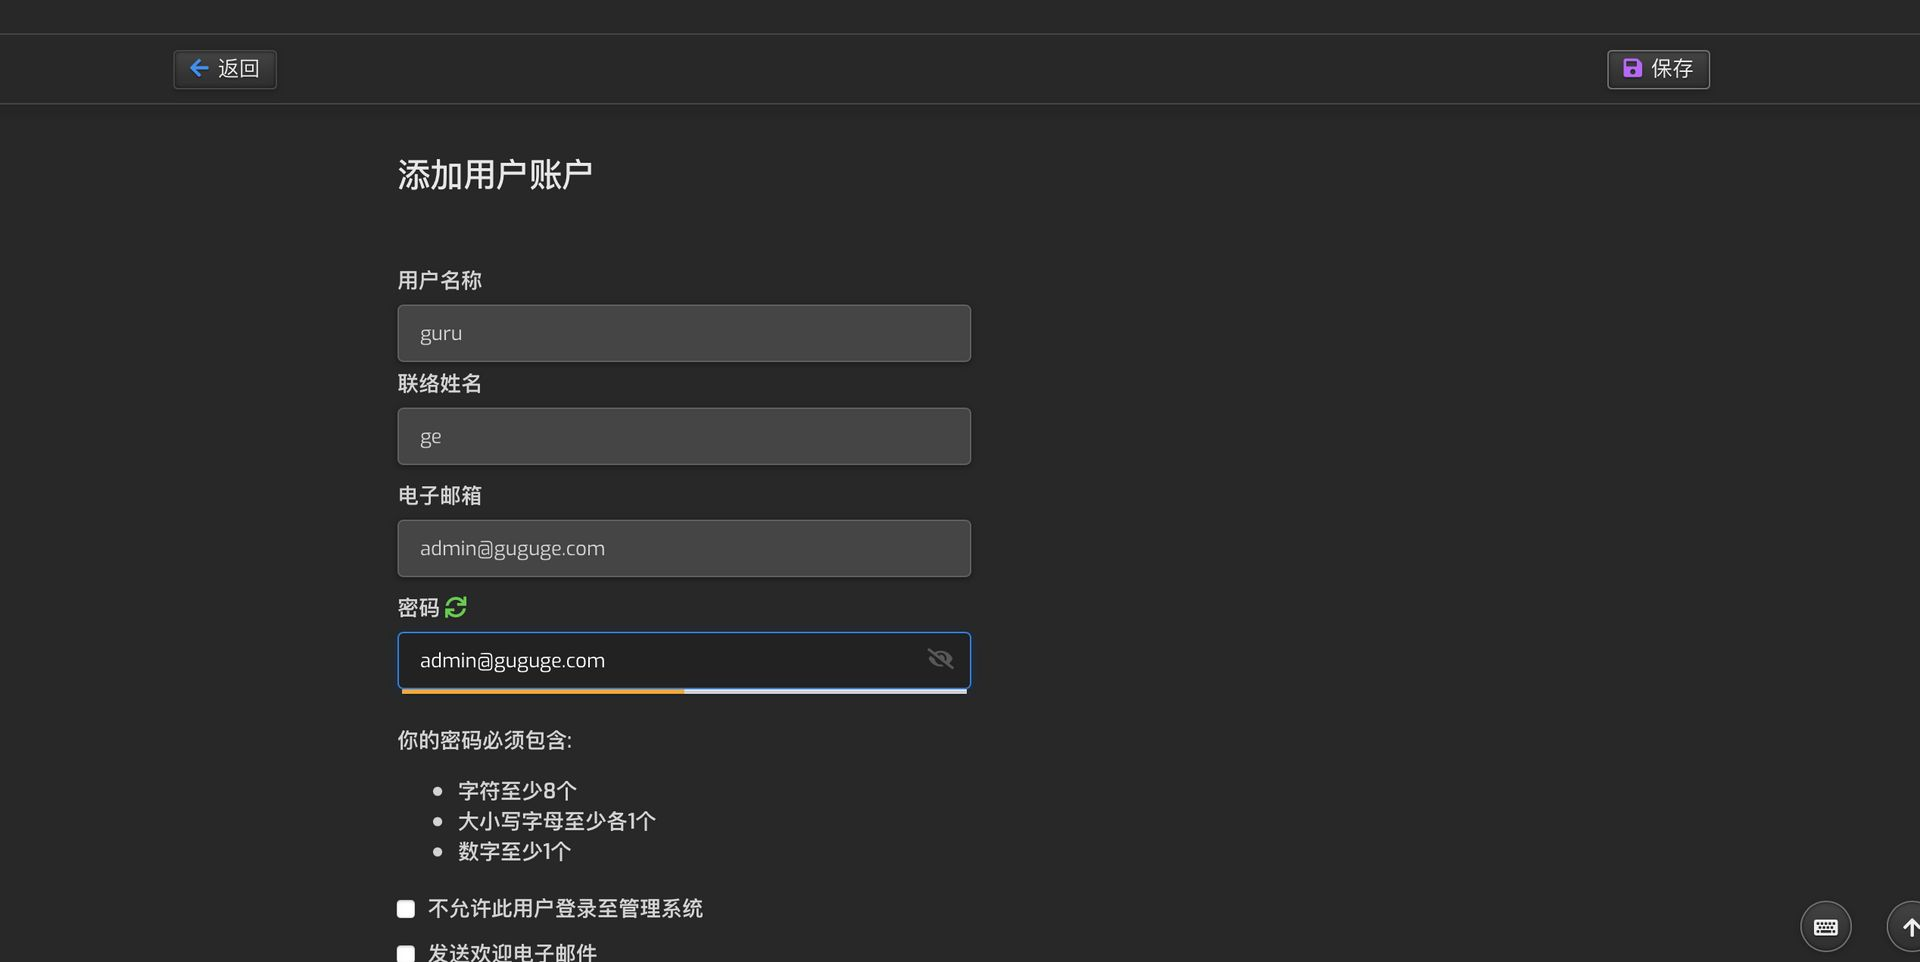 返回
保存
添加用户账户
用户名称
guru
联络姓名
ge
电子邮箱
admin@guguge.com
密码
admin@guguge.com
你的密码必须包含:
字符至少8个
大小写字母至少各1个
数字至少1个
不允许此用户登录至管理系统
发送欢迎电子邮件